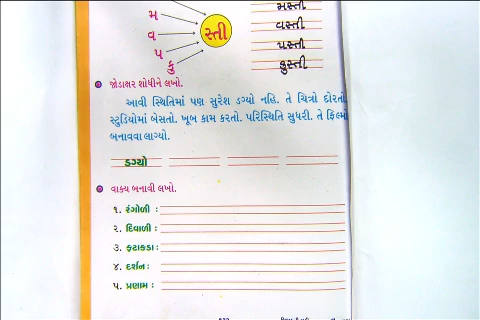 મ
વ
પ
કુ
સ્તી
મસ્તી
વસ્તી
પસ્તી
કુસ્તી
જોડાક્ષર શોધીને લખો.
આવી સ્થિતિમાં પણ સુરેશ ડગ્યો નહિ. તે ચિત્રો દોરતો.
સ્ટુડિયોમાં બેસતો. ખૂબ કામ કરતો. પરિસ્થિતિ સુધરી. તે ફિલ્મો
બનાવવા લાગ્યો.
ડગ્યો
વાક્ય બનાવી લખો.
૧. રંગોળી :
૨. દિવાળી :
૩. ફટાકડા :
૪. દર્શન :
૫. પ્રણામ :